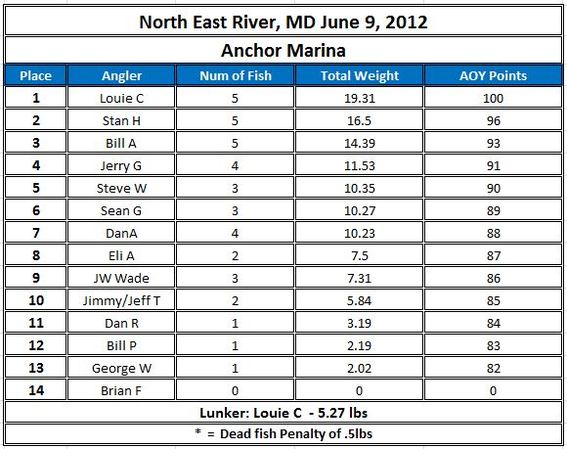 North East River, MD June 9, 2012
Anchor Marina
Place Angler Num of Fish Total Weight AOY Points
1 Louie C 5 19.31 100
2 Stan H 5 16.5 96
3 Bill A 5 14.39 93
4 Jerry G 4 11.53 91
5 Steve W 3 10.35 90
6 Sean G 3 10.27 89
7 DanA 4 10.23 88
8 Eli A 2 7.5 87
9 JW Wade 3 7.31 86
10 Jimmy/Jeff T 2 5.84 85
11 Dan R 1 3.19 84
12 Bill P 1 2.19 83
13 George W 1 2.02 82
14 Brian F 0 0 0
Lunker: Louie C - 5.27 lbs
* = Dead fish Penalty of .5lbs